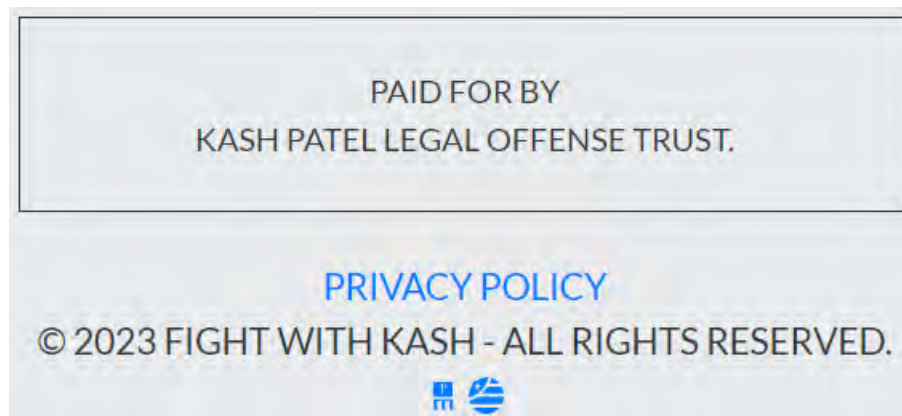 PAID FOR BY
KASH PATEL LEGAL OFFENSE TRUST.
PRIVACY POLICY
© 2023 FIGHT WITH KASH - ALL RIGHTS RESERVED.